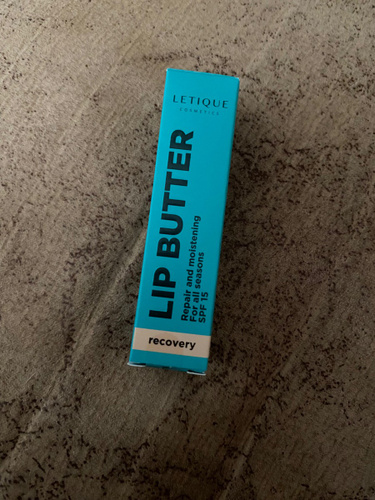 LETIQUE
COSMETICS
LIP BUTTER
Repair and moistening
For all seasons
SPF 15
recovery